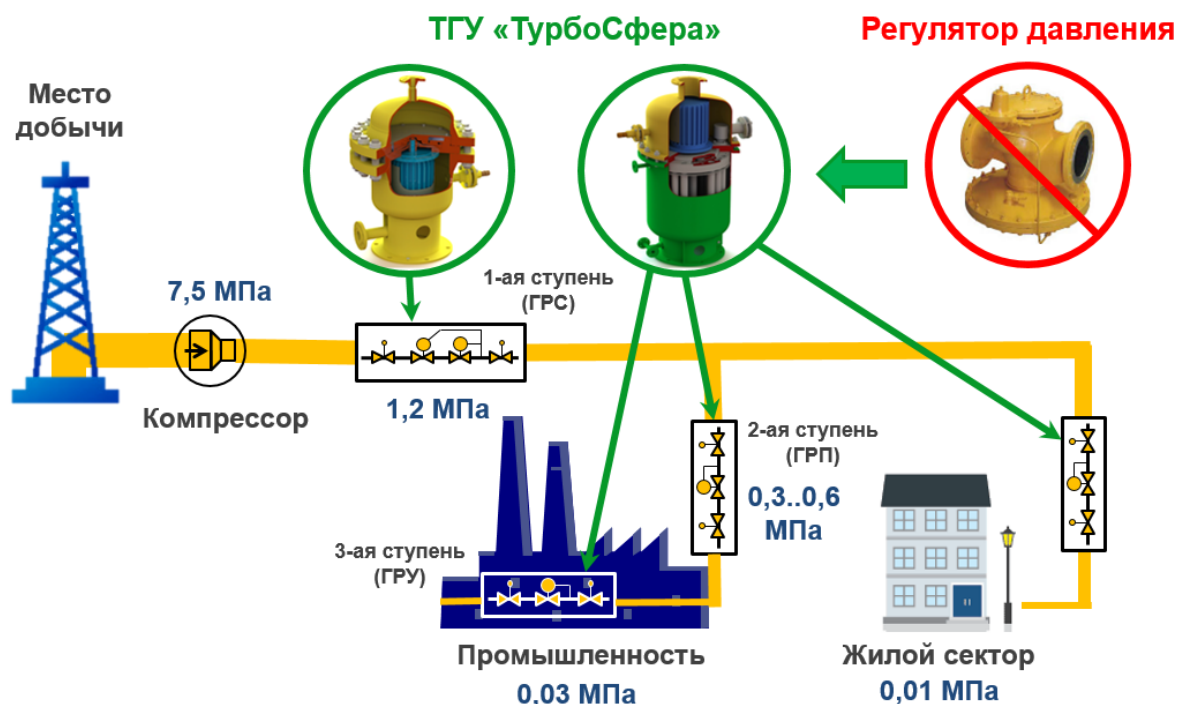 ТГУ «ТурбоСфера»
Регулятор давления
Место
добычи
1-ая ступень
(ГРС)
7,5 МПа
Компрессор
1,2 МПа
2-ая ступень
(ГРП)
0,3..0,6
МПа
3-ая ступень
(ГРУ)
Промышленность
0,03 МПа
Жилой сектор
0,01 МПа